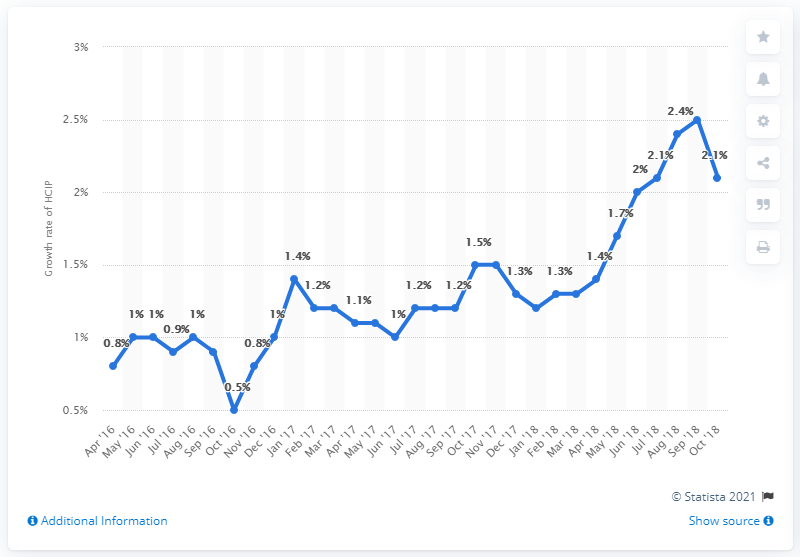 3%
2.5%
2%
1.5%
1%
0.5%
Growth rate of HCIP
0.8%
1%
1%
0.9%
1%
0.5%
0.8%
1%
1.4%
1.2%
1.1%
1%
1.2%
1.2%
1.5%
1.3%
1.3%
1.4%
1.7%
2%
2.1%
2.4%
2.1%
Apr '16
May '16
Jun '16
Jul '16
Aug '16
Sep '16
Oct '16
Nov '16
Dec '16
Jan '17
Feb '17
Mar '17
Apr '17
May '17
Jun '17
Jul '17
Aug '17
Sep '17
Oct '17
Nov '17
Dec '17
Jan '18
Feb '18
Mar '18
Apr '18
May '18
Jun '18
Jul '18
Aug '18
Sep '18
Oct '18
© Statista 2021
Additional Information
Show source